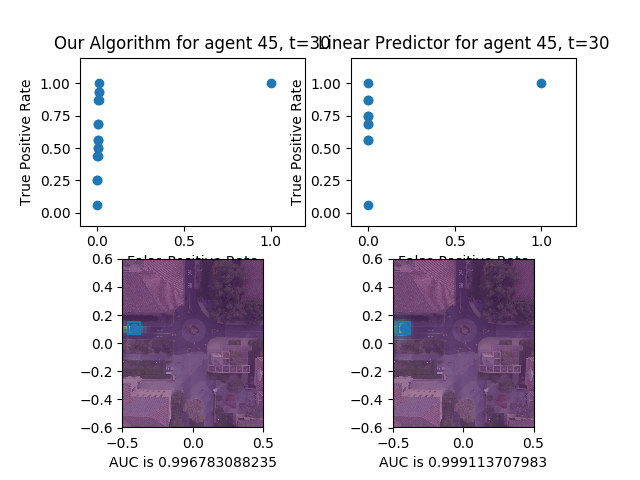 Our Algorithm for agent 45, t=30
Linear Predictor for agent 45, t=30
True Positive Rate
1.00
0.75
0.50
0.25
0.00
0.0 0.5 1.0
False Positive Rate
True Positive Rate
1.00
0.75
0.50
0.25
0.00
0.0 0.5 1.0
False Positive Rate
0.6
0.4
0.2
0.0
−0.2
−0.4
−0.6
−0.5 0.0 0.5
AUC is 0.996783088235
0.6
0.4
0.2
0.0
−0.2
−0.4
−0.6
−0.5 0.0 0.5
AUC is 0.999113707983